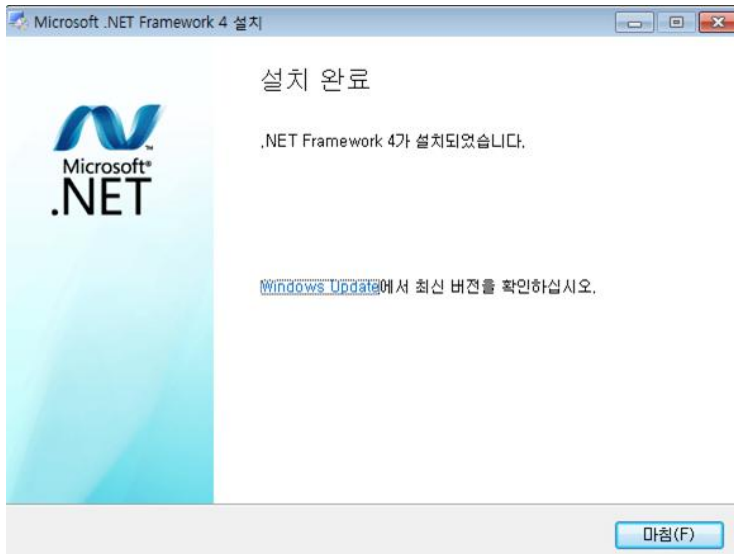 Microsoft .NET Framework 4 설치
설치 완료
Microsoft®
.NET
.NET Framework 4가 설치되었습니다.
Windows Update에서 최신 버전을 확인하십시오.
마침(F)